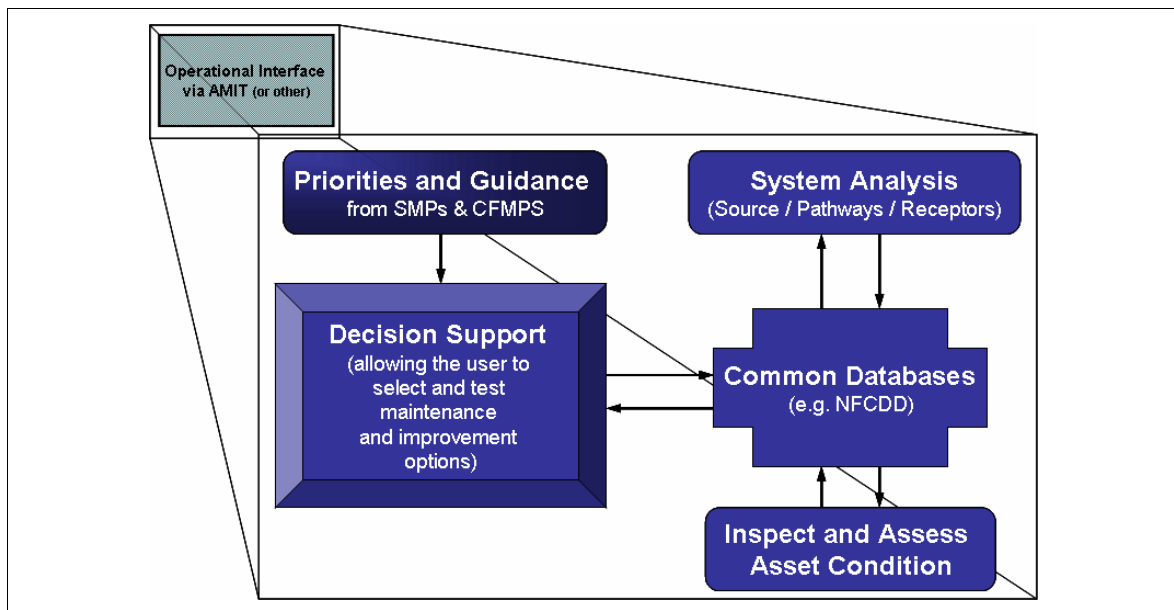 Operational Interface
via AMIT (or other)
Priorities and Guidance
from SMPs & CFMPS
System Analysis
(Source / Pathways / Receptors)
Decision Support
(allowing the user to
select and test
maintenance
and improvement
options)
Common Databases
(e.g. NFCDD)
Inspect and Assess
Asset Condition